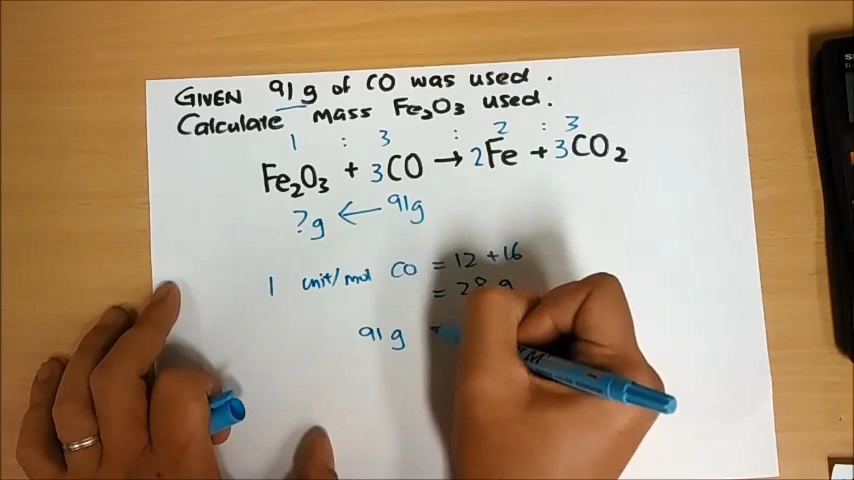 GIVEN 91 g of CO was used.
Calculate mass Fe₂O₃ used.
1 : 3 : 2 : 3
Fe₂O₃ + 3CO → 2Fe + 3CO₂
?g ← 91g
1 unit/mol CO = 12 + 16
= 28 g
91 g